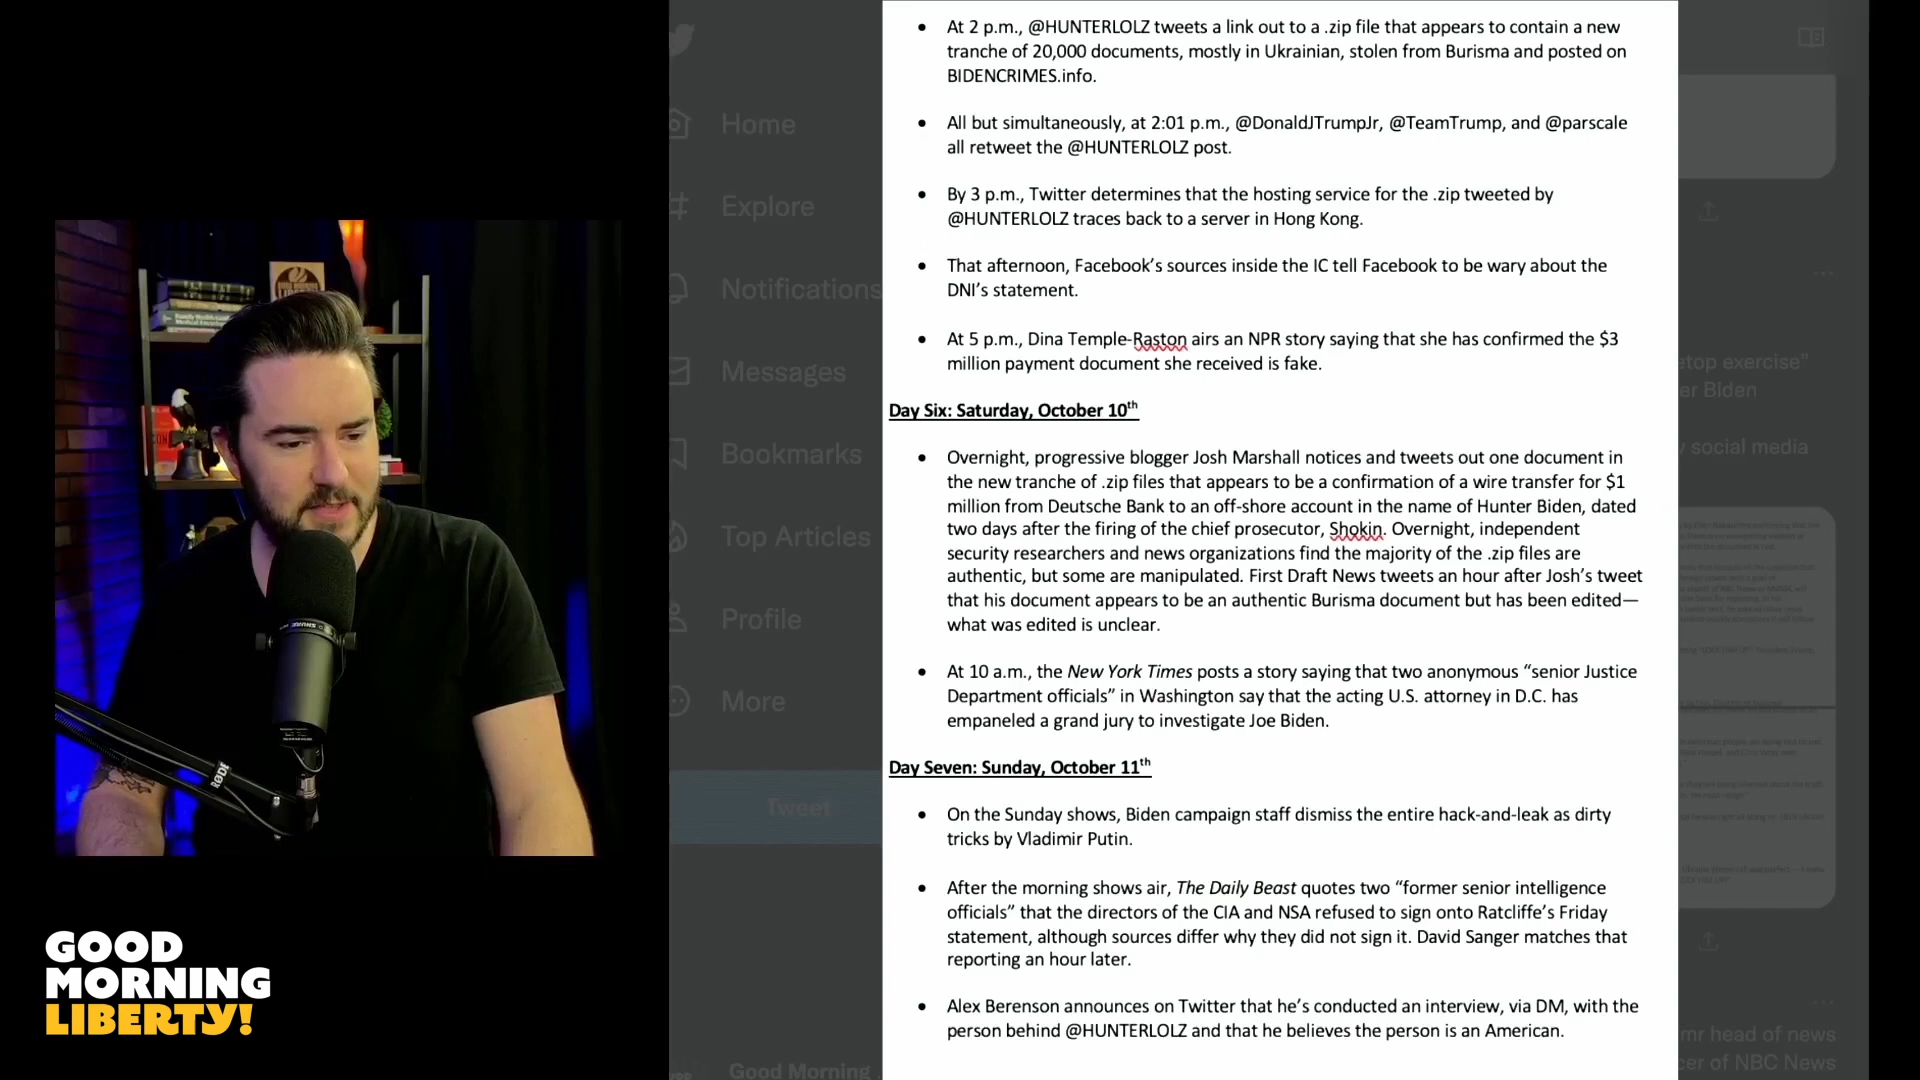 • At 2 p.m., @HUNTERLOLZ tweets a link out to a .zip file that appears to contain a new
tranche of 20,000 documents, mostly in Ukrainian, stolen from Burisma and posted on
BIDENCRIMES.info.
• All but simultaneously, at 2:01 p.m., @DonaldJTrumpJr, @TeamTrump, and @parscale
all retweet the @HUNTERLOLZ post.
• By 3 p.m., Twitter determines that the hosting service for the .zip tweeted by
@HUNTERLOLZ traces back to a server in Hong Kong.
• That afternoon, Facebook’s sources inside the IC tell Facebook to be wary about the
DNI’s statement.
• At 5 p.m., Dina Temple-Raston airs an NPR story saying that she has confirmed the $3
million payment document she received is fake.
Day Six: Saturday, October 10th
• Overnight, progressive blogger Josh Marshall notices and tweets out one document in
the new tranche of .zip files that appears to be a confirmation of a wire transfer for $1
million from Deutsche Bank to an off-shore account in the name of Hunter Biden, dated
two days after the firing of the chief prosecutor, Shokin. Overnight, independent
security researchers and news organizations find the majority of the .zip files are
authentic, but some are manipulated. First Draft News tweets an hour after Josh’s tweet
that his document appears to be an authentic Burisma document but has been edited—
what was edited is unclear.
• At 10 a.m., the New York Times posts a story saying that two anonymous “senior Justice
Department officials” in Washington say that the acting U.S. attorney in D.C. has
empaneled a grand jury to investigate Joe Biden.
Day Seven: Sunday, October 11th
• On the Sunday shows, Biden campaign staff dismiss the entire hack-and-leak as dirty
tricks by Vladimir Putin.
• After the morning shows air, The Daily Beast quotes two “former senior intelligence
officials” that the directors of the CIA and NSA refused to sign onto Ratcliffe’s Friday
statement, although sources differ why they did not sign it. David Sanger matches that
reporting an hour later.
• Alex Berenson announces on Twitter that he’s conducted an interview, via DM, with the
person behind @HUNTERLOLZ and that he believes the person is an American.
Home
Explore
Notifications
Messages
Bookmarks
Top Articles
Profile
More
Tweet
Good Morning
etop exercise”
er Biden
social media
mr head of news
cer of NBC News
SHURE
RØDE
GOOD
MORNING
LIBERTY!